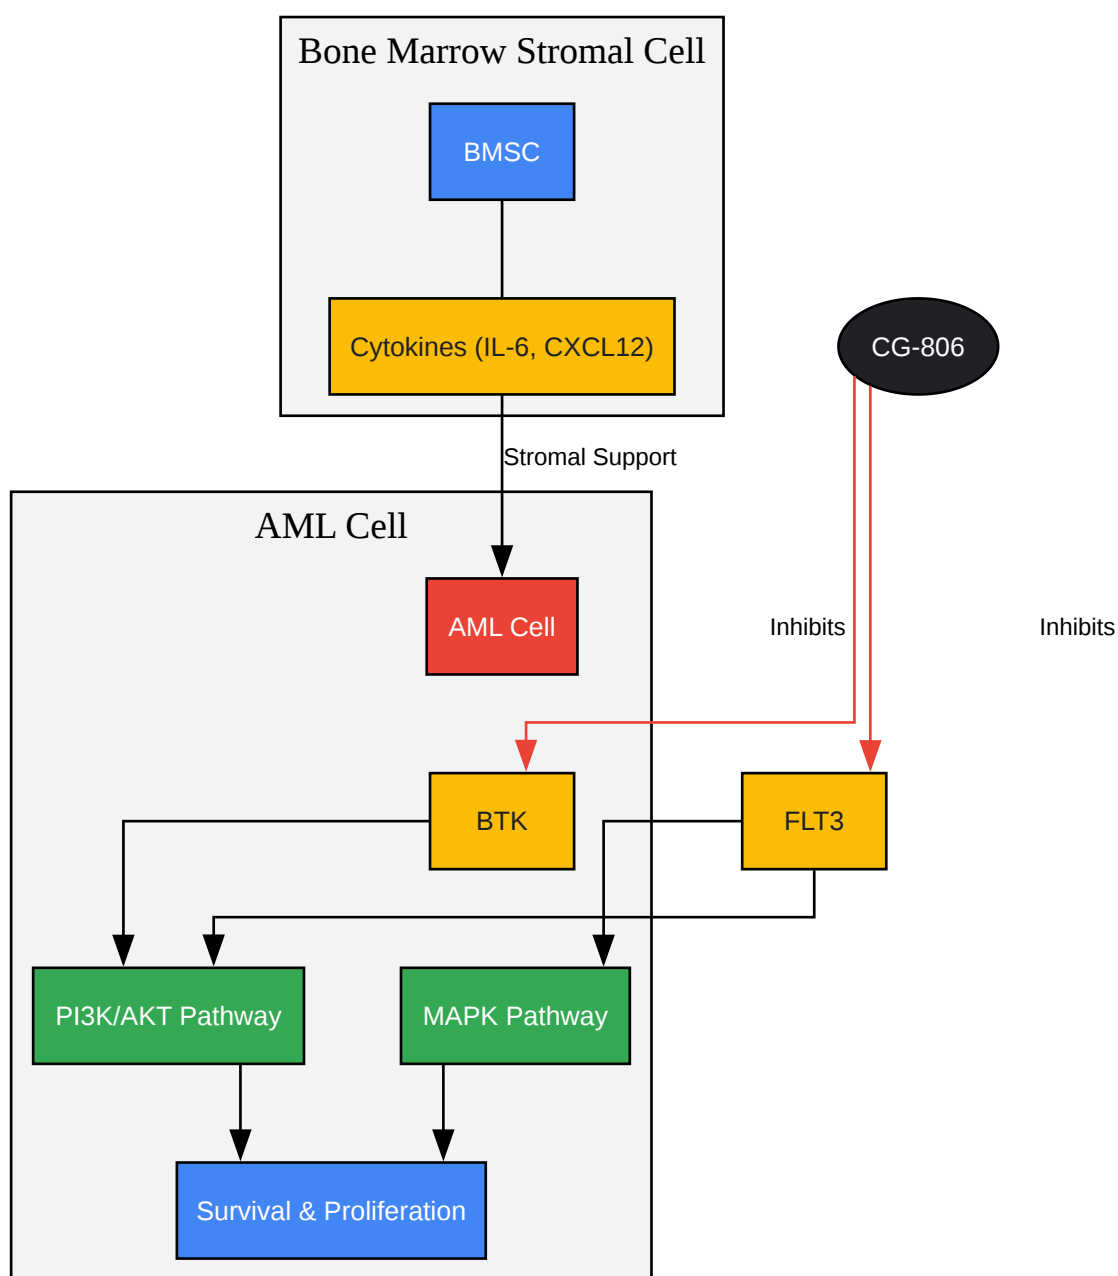 Bone Marrow Stromal Cell
BMSC
Cytokines (IL-6, CXCL12)
CG-806
Stromal Support
AML Cell
AML Cell
Inhibits
Inhibits
BTK
FLT3
PI3K/AKT Pathway
MAPK Pathway
Survival & Proliferation